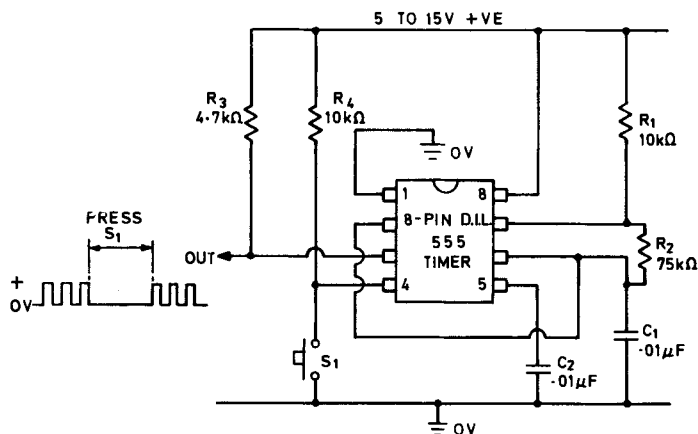 5 TO 15V +VE
R3
4.7kΩ
R4
10kΩ
R1
10kΩ
0V
1
8
8-PIN D.I.L
555
TIMER
4
5
R2
75kΩ
PRESS
S1
OUT
+
0V
S1
C2
·01µF
C1
·01µF
0V